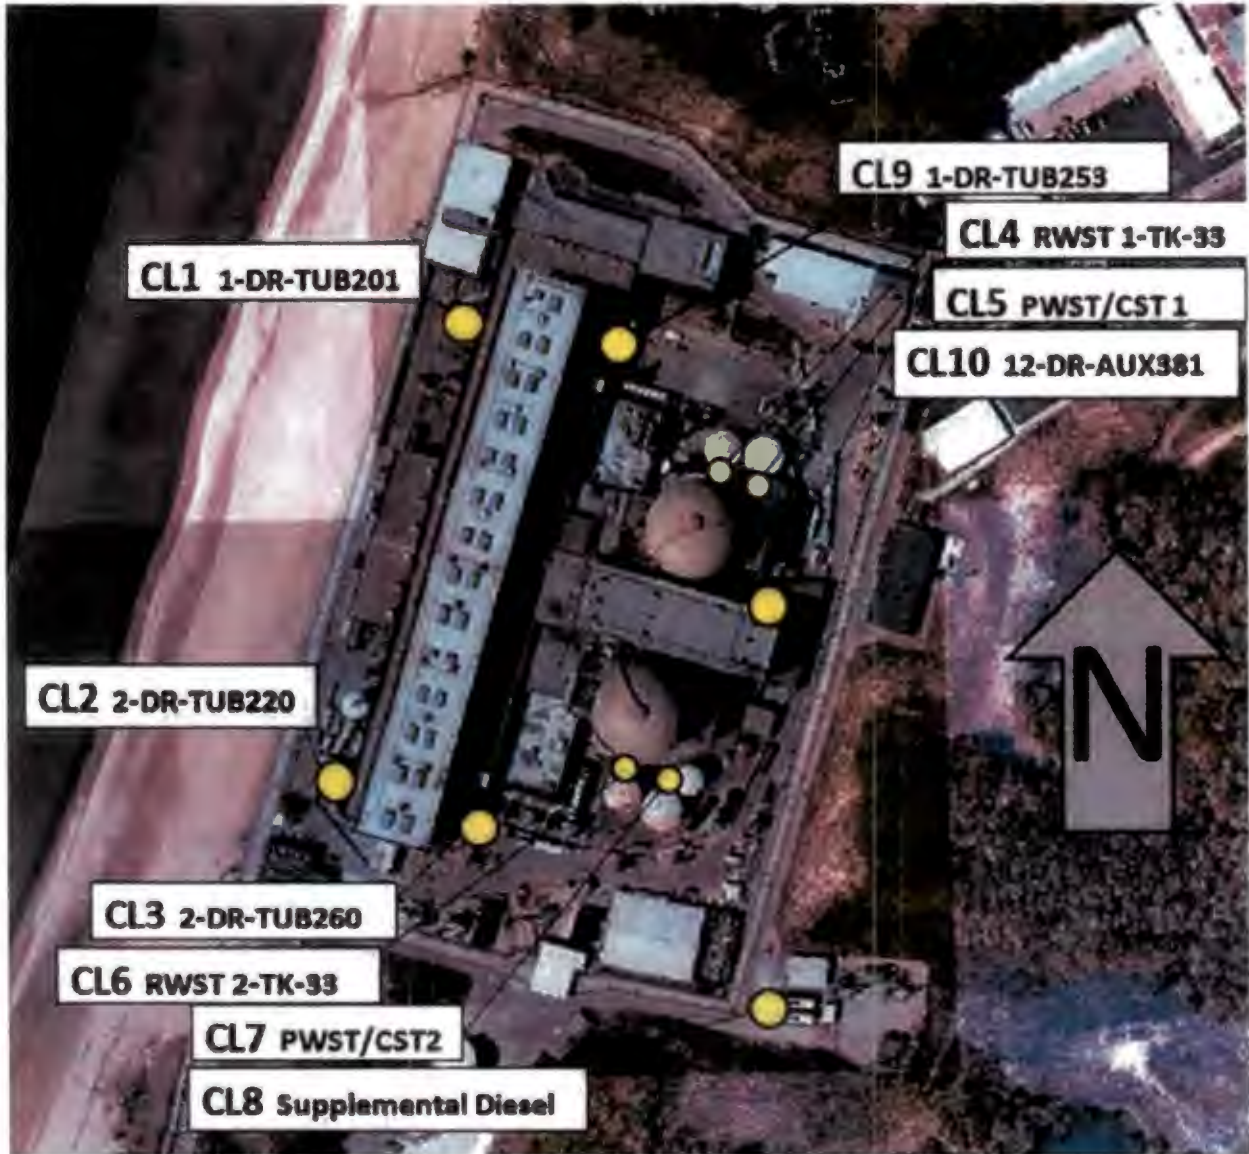 CL9 1-DR-TUB253
CL4 RWST 1-TK-33
CL1 1-DR-TUB201
CL5 PWST/CST 1
CL10 12-DR-AUX381
CL2 2-DR-TUB220
N
CL3 2-DR-TUB260
CL6 RWST 2-TK-33
CL7 PWST/CST2
CL8 Supplemental Diesel